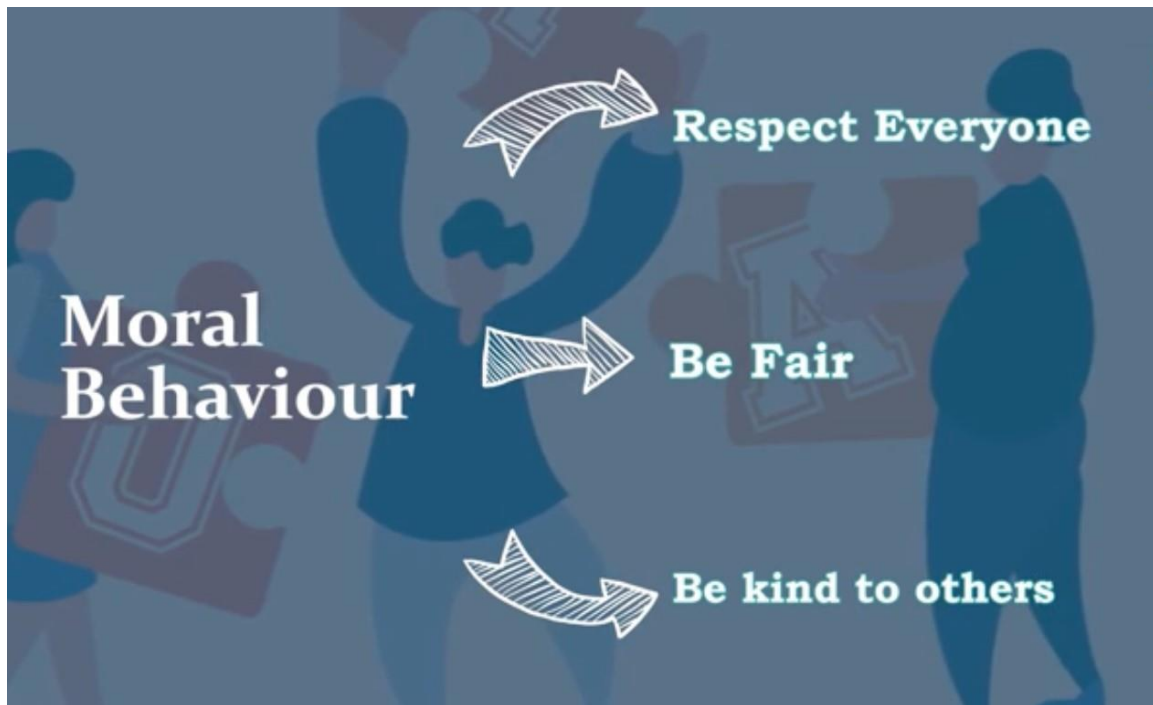 Moral
Behaviour
Respect Everyone
Be Fair
Be kind to others
U
A